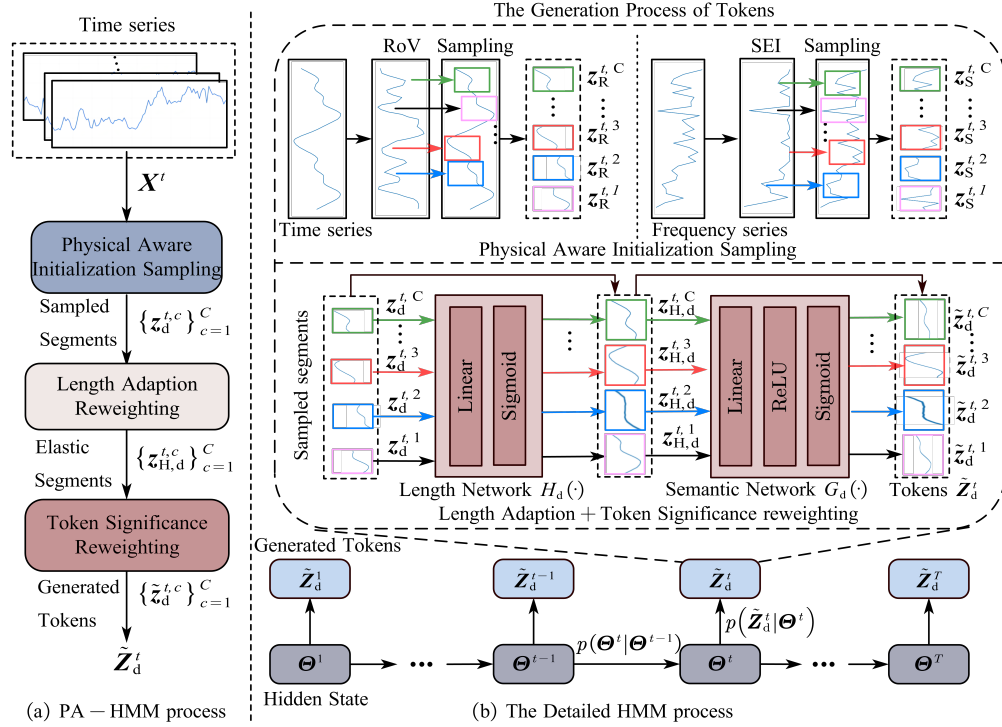 Time series
X^t
Physical Aware
Initialization Sampling
Sampled
Segments
{z_d^{t,c}}_{c=1}^C
Length Adaption
Reweighting
Elastic
Segments
{z_{H,d}^{t,c}}_{c=1}^C
Token Significance
Reweighting
Generated
Tokens
{z̃_d^{t,c}}_{c=1}^C
Z̃_d^t
(a) PA – HMM process
The Generation Process of Tokens
RoV
Sampling
z_R^{t,C}
z_R^{t,3}
z_R^{t,2}
z_R^{t,1}
Time series
SEI
Sampling
z_S^{t,C}
z_S^{t,3}
z_S^{t,2}
z_S^{t,1}
Frequency series
Physical Aware Initialization Sampling
Sampled segments
z_d^{t,C}
z_d^{t,3}
z_d^{t,2}
z_d^{t,1}
Linear
Sigmoid
Length Network H_d(·)
z_{H,d}^{t,C}
z_{H,d}^{t,3}
z_{H,d}^{t,2}
z_{H,d}^{t,1}
Linear
ReLU
Sigmoid
Semantic Network G_d(·)
z̃_d^{t,C}
z̃_d^{t,3}
z̃_d^{t,2}
z̃_d^{t,1}
Tokens Z̃_d^t
Length Adaption + Token Significance reweighting
Generated Tokens
Z̃_d^1
Z̃_d^{t−1}
Z̃_d^t
Z̃_d^T
p(Θ^t|Θ^{t−1})
p(Z̃_d^t|Θ^t)
Θ^1
Θ^{t−1}
Θ^t
Θ^T
Hidden State
(b) The Detailed HMM process